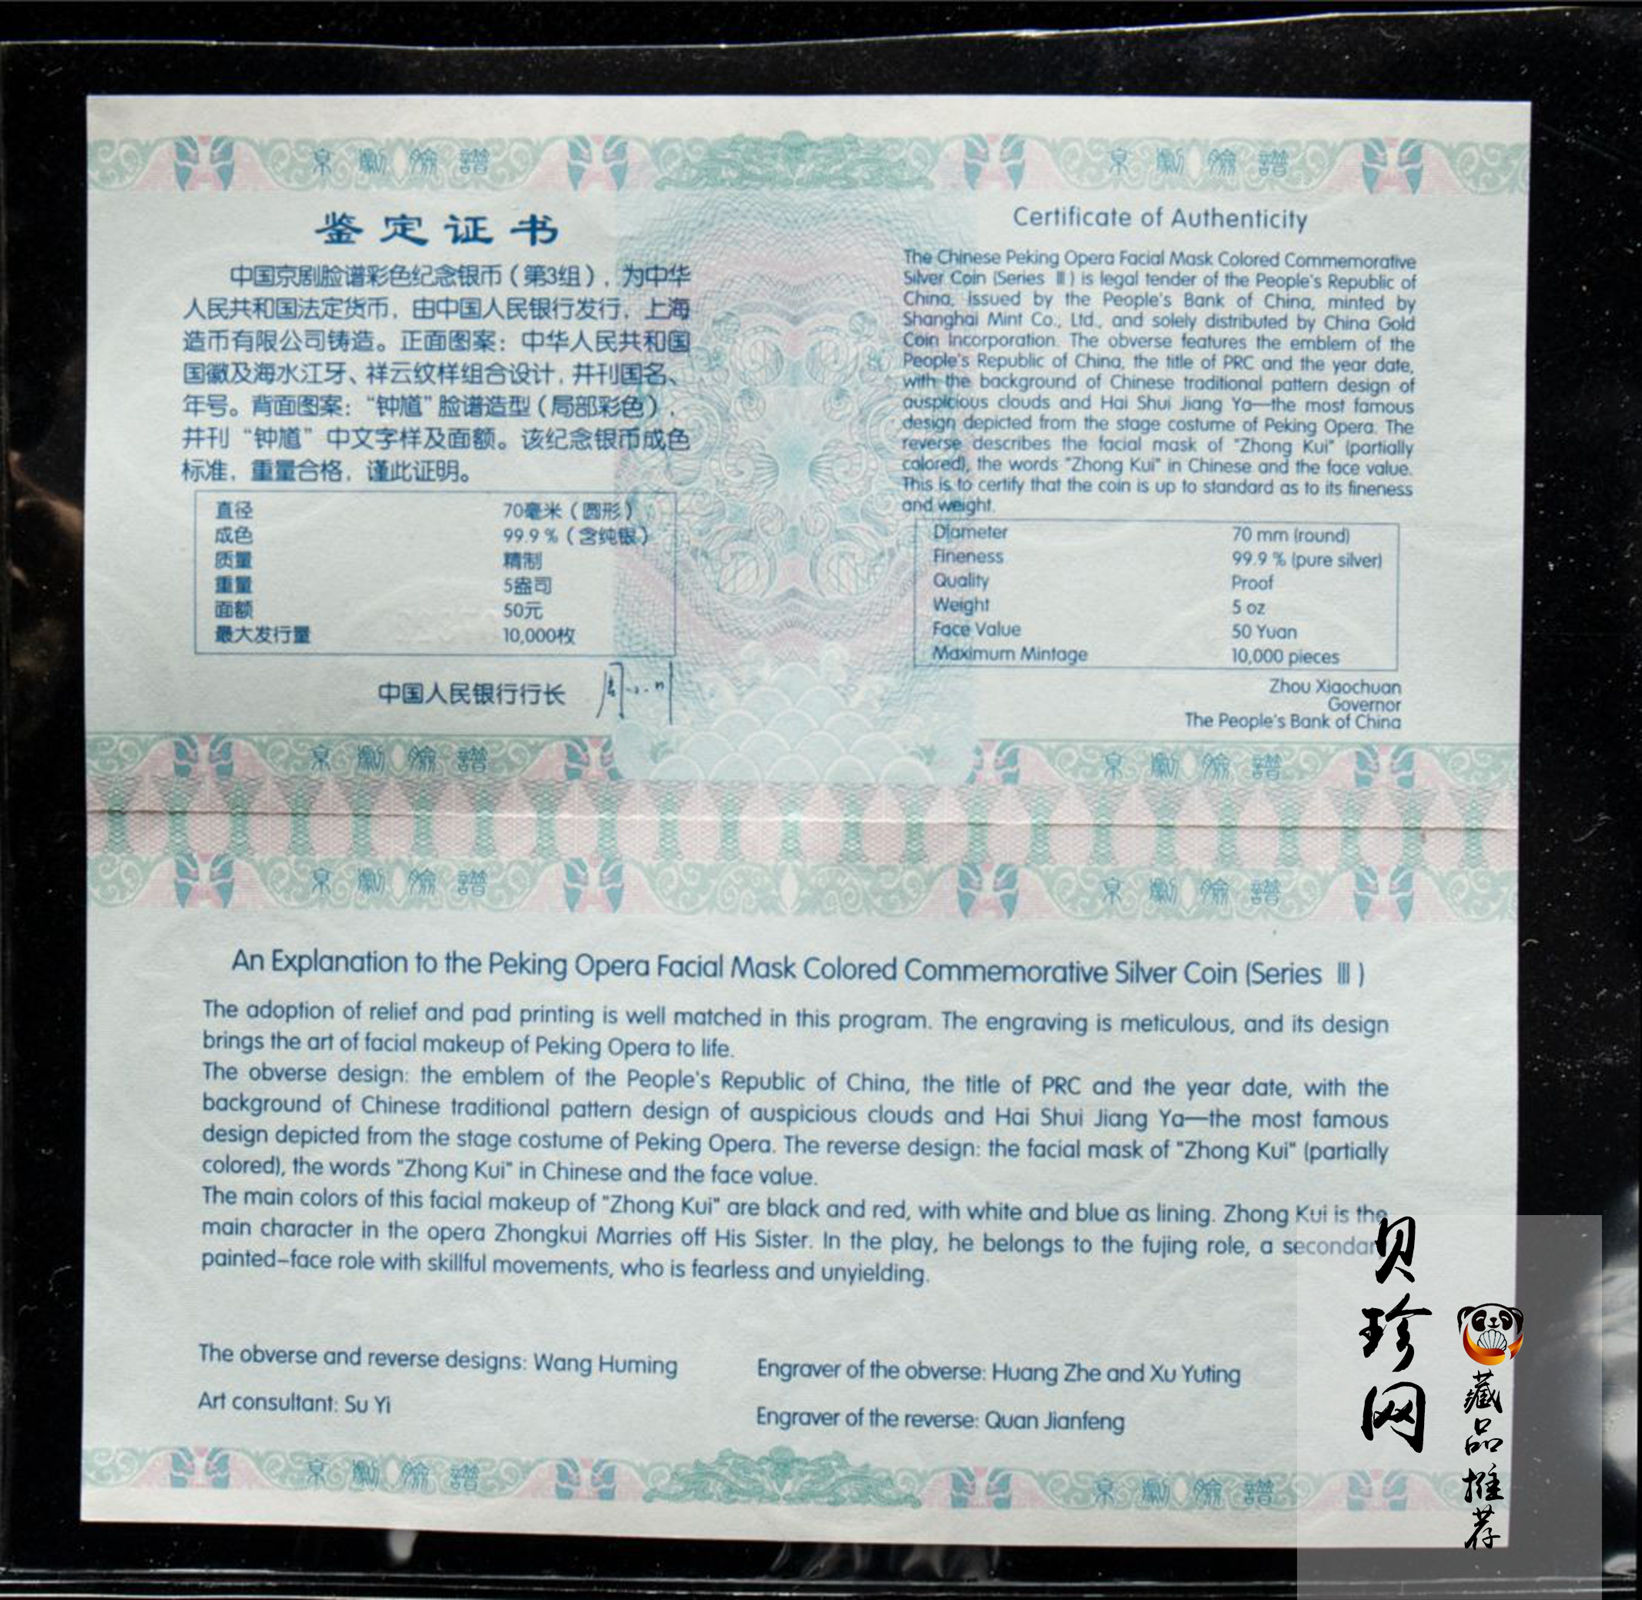 京劇臉譜
京劇臉譜
鉴定证书
中国京剧脸谱彩色纪念银币（第3组），为中华
人民共和国法定货币，由中国人民银行发行，上海
造币有限公司铸造。正面图案：中华人民共和国
国徽及海水江牙、祥云纹样组合设计，并刊国名、
年号。背面图案：“钟馗”脸谱造型（局部彩色），
并刊“钟馗”中文字样及面额。该纪念银币成色
标准，重量合格，谨此证明。
直径 70毫米（圆形）
成色 99.9%（含纯银）
质量 精制
重量 5盎司
面额 50元
最大发行量 10,000枚
中国人民银行行长
Certificate of Authenticity
The Chinese Peking Opera Facial Mask Colored Commemorative
Silver Coin (Series Ⅲ) is legal tender of the People's Republic of
China, issued by the People's Bank of China, minted by
Shanghai Mint Co., Ltd., and solely distributed by China Gold
Coin Incorporation. The obverse features the emblem of the
People's Republic of China, the title of PRC and the year date,
with the background of Chinese traditional pattern design of
auspicious clouds and Hai Shui Jiang Ya—the most famous
design depicted from the stage costume of Peking Opera. The
reverse describes the facial mask of "Zhong Kui" (partially
colored), the words "Zhong Kui" in Chinese and the face value.
This is to certify that the coin is up to standard as to its fineness
and weight.
Diameter 70 mm (round)
Fineness 99.9 % (pure silver)
Quality Proof
Weight 5 oz
Face Value 50 Yuan
Maximum Mintage 10,000 pieces
Zhou Xiaochuan
Governor
The People's Bank of China
京劇臉譜
京劇臉譜
京劇臉譜
京劇臉譜
An Explanation to the Peking Opera Facial Mask Colored Commemorative Silver Coin (Series Ⅲ)
The adoption of relief and pad printing is well matched in this program. The engraving is meticulous, and its design
brings the art of facial makeup of Peking Opera to life.
The obverse design: the emblem of the People's Republic of China, the title of PRC and the year date, with the
background of Chinese traditional pattern design of auspicious clouds and Hai Shui Jiang Ya—the most famous
design depicted from the stage costume of Peking Opera. The reverse design: the facial mask of "Zhong Kui" (partially
colored), the words "Zhong Kui" in Chinese and the face value.
The main colors of this facial makeup of "Zhong Kui" are black and red, with white and blue as lining. Zhong Kui is the
main character in the opera Zhongkui Marries off His Sister. In the play, he belongs to the fujing role, a secondary
painted-face role with skillful movements, who is fearless and unyielding.
The obverse and reverse designs: Wang Huming
Art consultant: Su Yi
Engraver of the obverse: Huang Zhe and Xu Yuting
Engraver of the reverse: Quan Jianfeng
京劇臉譜
京劇臉譜
贝珍网
藏品推荐